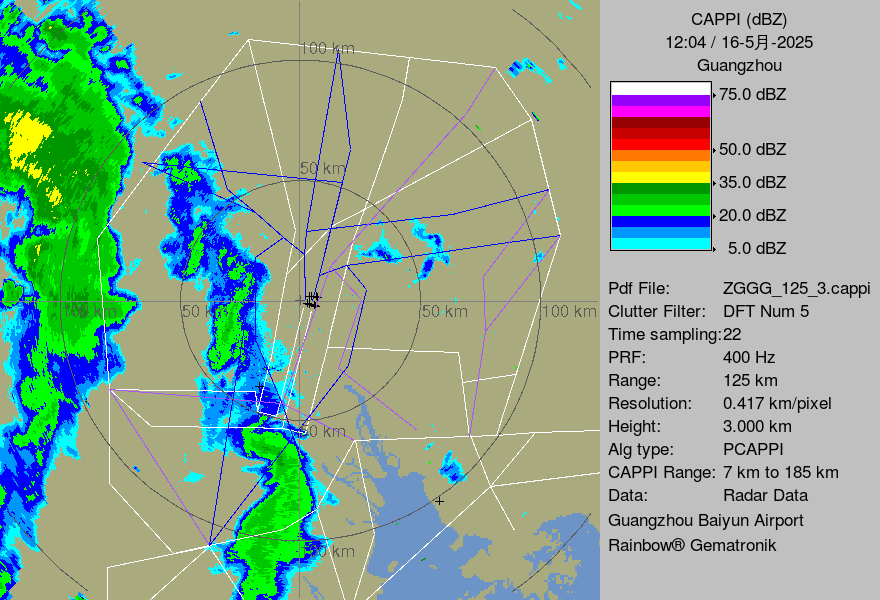 CAPPI (dBZ)
12:04 / 16-5月-2025
Guangzhou
75.0 dBZ
50.0 dBZ
35.0 dBZ
20.0 dBZ
5.0 dBZ
Pdf File: ZGGG_125_3.cappi
Clutter Filter: DFT Num 5
Time sampling:22
PRF: 400 Hz
Range: 125 km
Resolution: 0.417 km/pixel
Height: 3.000 km
Alg type: PCAPPI
CAPPI Range: 7 km to 185 km
Data: Radar Data
Guangzhou Baiyun Airport
Rainbow® Gematronik
100 km
50 km
100 km
50 km
50 km
100 km
50 km